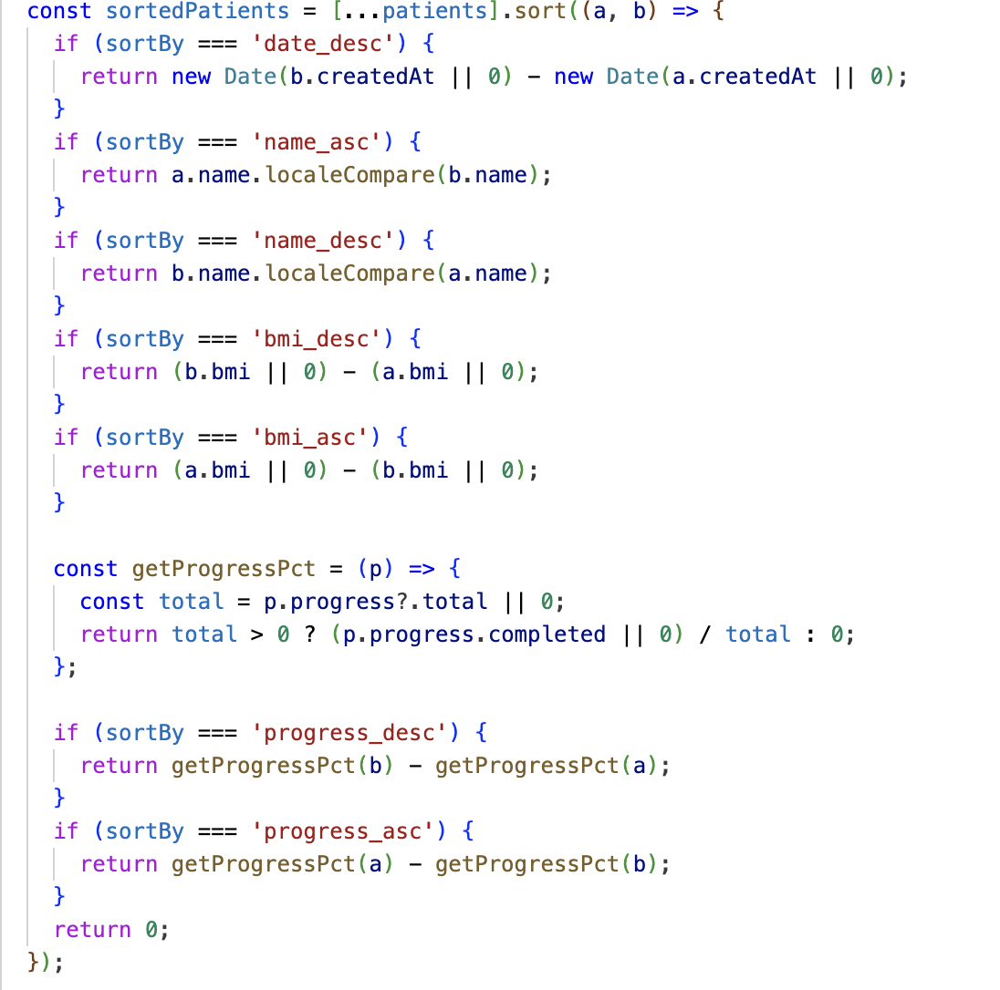 const sortedPatients = [...patients].sort((a, b) => {
  if (sortBy === 'date_desc') {
    return new Date(b.createdAt || 0) - new Date(a.createdAt || 0);
  }
  if (sortBy === 'name_asc') {
    return a.name.localeCompare(b.name);
  }
  if (sortBy === 'name_desc') {
    return b.name.localeCompare(a.name);
  }
  if (sortBy === 'bmi_desc') {
    return (b.bmi || 0) - (a.bmi || 0);
  }
  if (sortBy === 'bmi_asc') {
    return (a.bmi || 0) - (b.bmi || 0);
  }

  const getProgressPct = (p) => {
    const total = p.progress?.total || 0;
    return total > 0 ? (p.progress.completed || 0) / total : 0;
  };

  if (sortBy === 'progress_desc') {
    return getProgressPct(b) - getProgressPct(a);
  }
  if (sortBy === 'progress_asc') {
    return getProgressPct(a) - getProgressPct(b);
  }
  return 0;
});